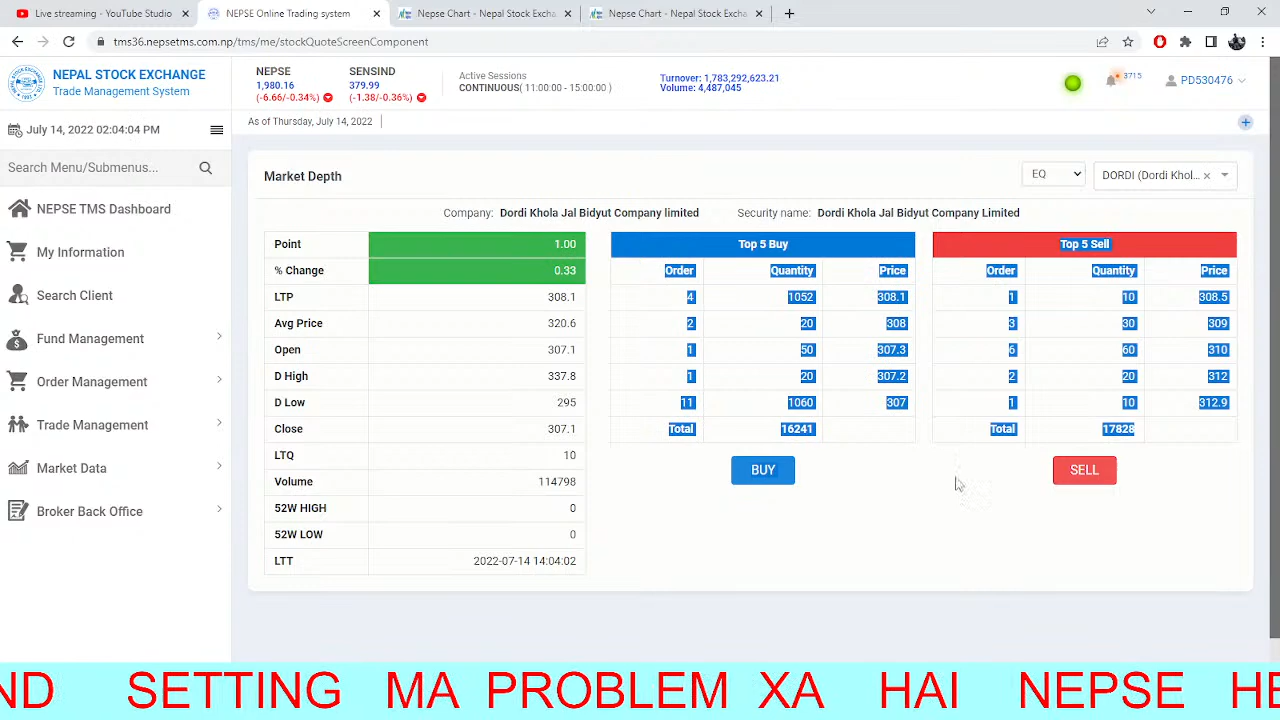 Live streaming - YouTube Studio
NEPSE Online Trading system
Nepse Chart - Nepal Stock Excha
Nepse Chart - Nepal Stock Excha
tms36.nepsetms.com.np/tms/me/stockQuoteScreenComponent
NEPAL STOCK EXCHANGE
Trade Management System
NEPSE
1,980.16
(-6.66/-0.34%)
SENSIND
379.99
(-1.38/-0.36%)
Active Sessions
CONTINUOUS( 11:00:00 - 15:00:00 )
Turnover: 1,783,292,623.21
Volume: 4,487,045
3715
PD530476
July 14, 2022 02:04:04 PM
As of Thursday, July 14, 2022
Search Menu/Submenus...
NEPSE TMS Dashboard
My Information
Search Client
Fund Management
Order Management
Trade Management
Market Data
Broker Back Office
Market Depth
EQ
DORDI (Dordi Khol... ×
Company: Dordi Khola Jal Bidyut Company limited Security name: Dordi Khola Jal Bidyut Company Limited
Point 1.00
% Change 0.33
LTP 308.1
Avg Price 320.6
Open 307.1
D High 337.8
D Low 295
Close 307.1
LTQ 10
Volume 114798
52W HIGH 0
52W LOW 0
LTT 2022-07-14 14:04:02
Top 5 Buy
Order Quantity Price
4 1052 308.1
2 20 308
1 50 307.3
1 20 307.2
11 1060 307
Total 16241
BUY
Top 5 Sell
Order Quantity Price
1 10 308.5
3 30 309
6 60 310
2 20 312
1 10 312.9
Total 17828
SELL
ND SETTING MA PROBLEM XA HAI NEPSE HE